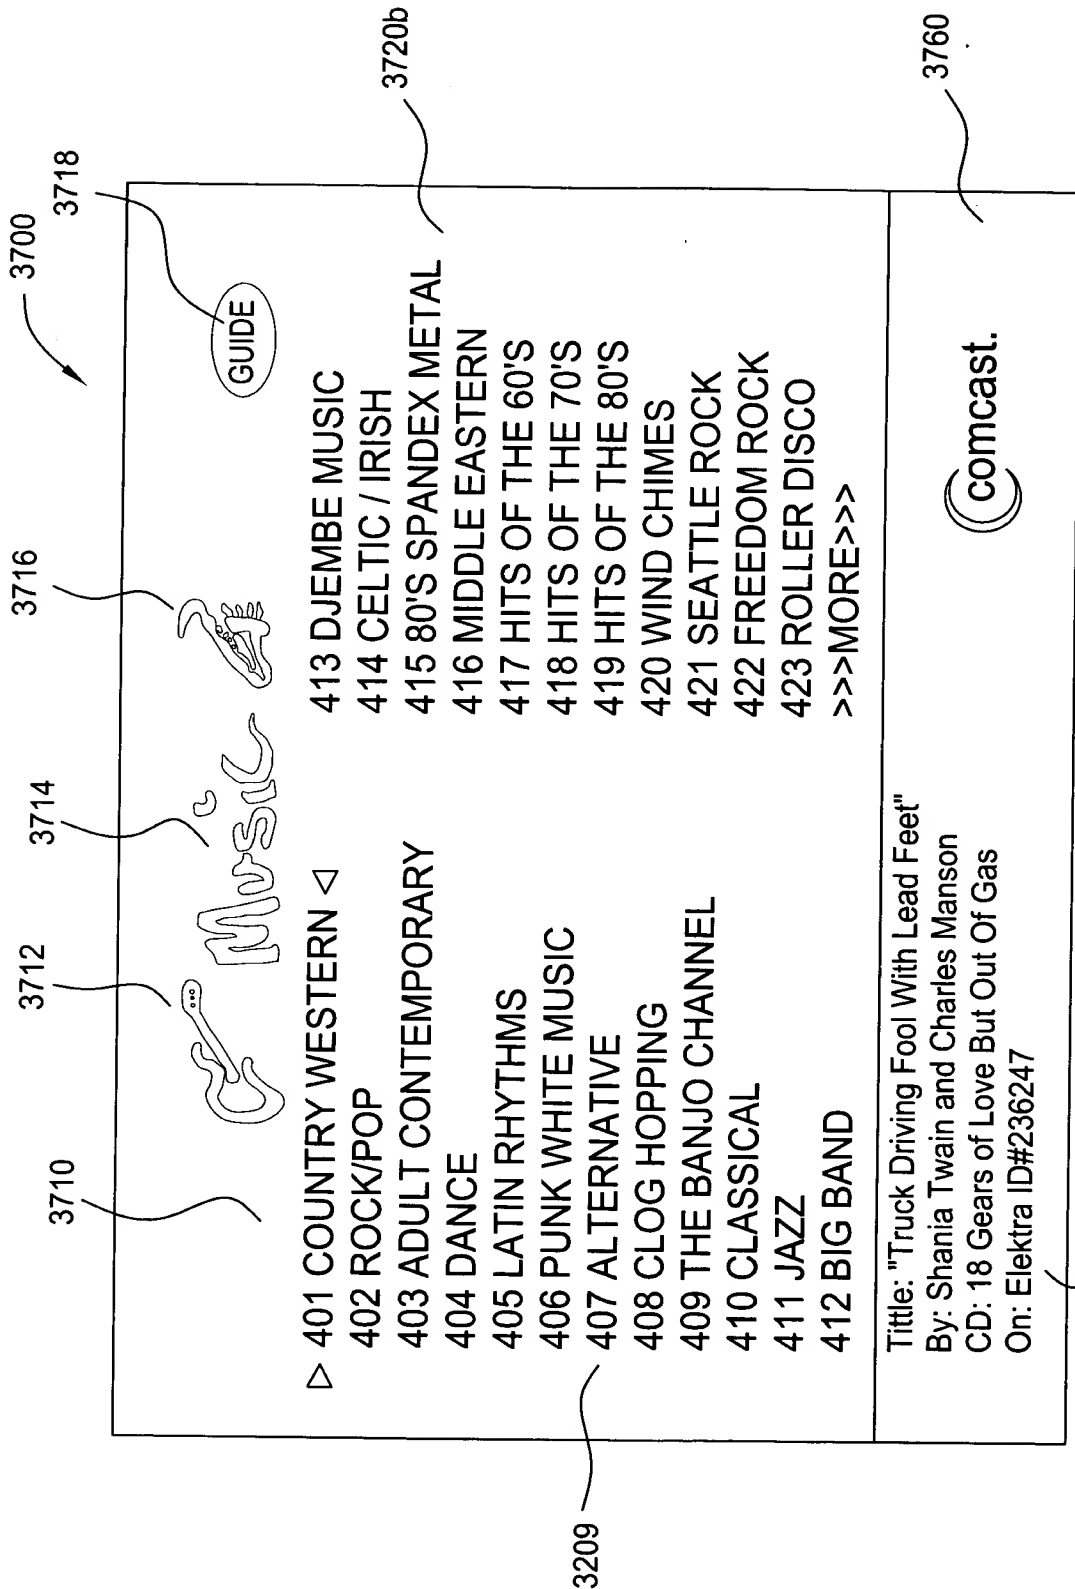 3700
3710
3712
3714
3716
3718
Music
GUIDE
▷ 401 COUNTRY WESTERN ◁
402 ROCK/POP
403 ADULT CONTEMPORARY
404 DANCE
405 LATIN RHYTHMS
406 PUNK WHITE MUSIC
407 ALTERNATIVE
408 CLOG HOPPING
409 THE BANJO CHANNEL
410 CLASSICAL
411 JAZZ
412 BIG BAND
413 DJEMBE MUSIC
414 CELTIC / IRISH
415 80'S SPANDEX METAL
416 MIDDLE EASTERN
417 HITS OF THE 60'S
418 HITS OF THE 70'S
419 HITS OF THE 80'S
420 WIND CHIMES
421 SEATTLE ROCK
422 FREEDOM ROCK
423 ROLLER DISCO
>>>MORE>>>
3209
3720b
Tittle: "Truck Driving Fool With Lead Feet"
By: Shania Twain and Charles Manson
CD: 18 Gears of Love But Out Of Gas
On: Elektra ID#236247
comcast.
3760